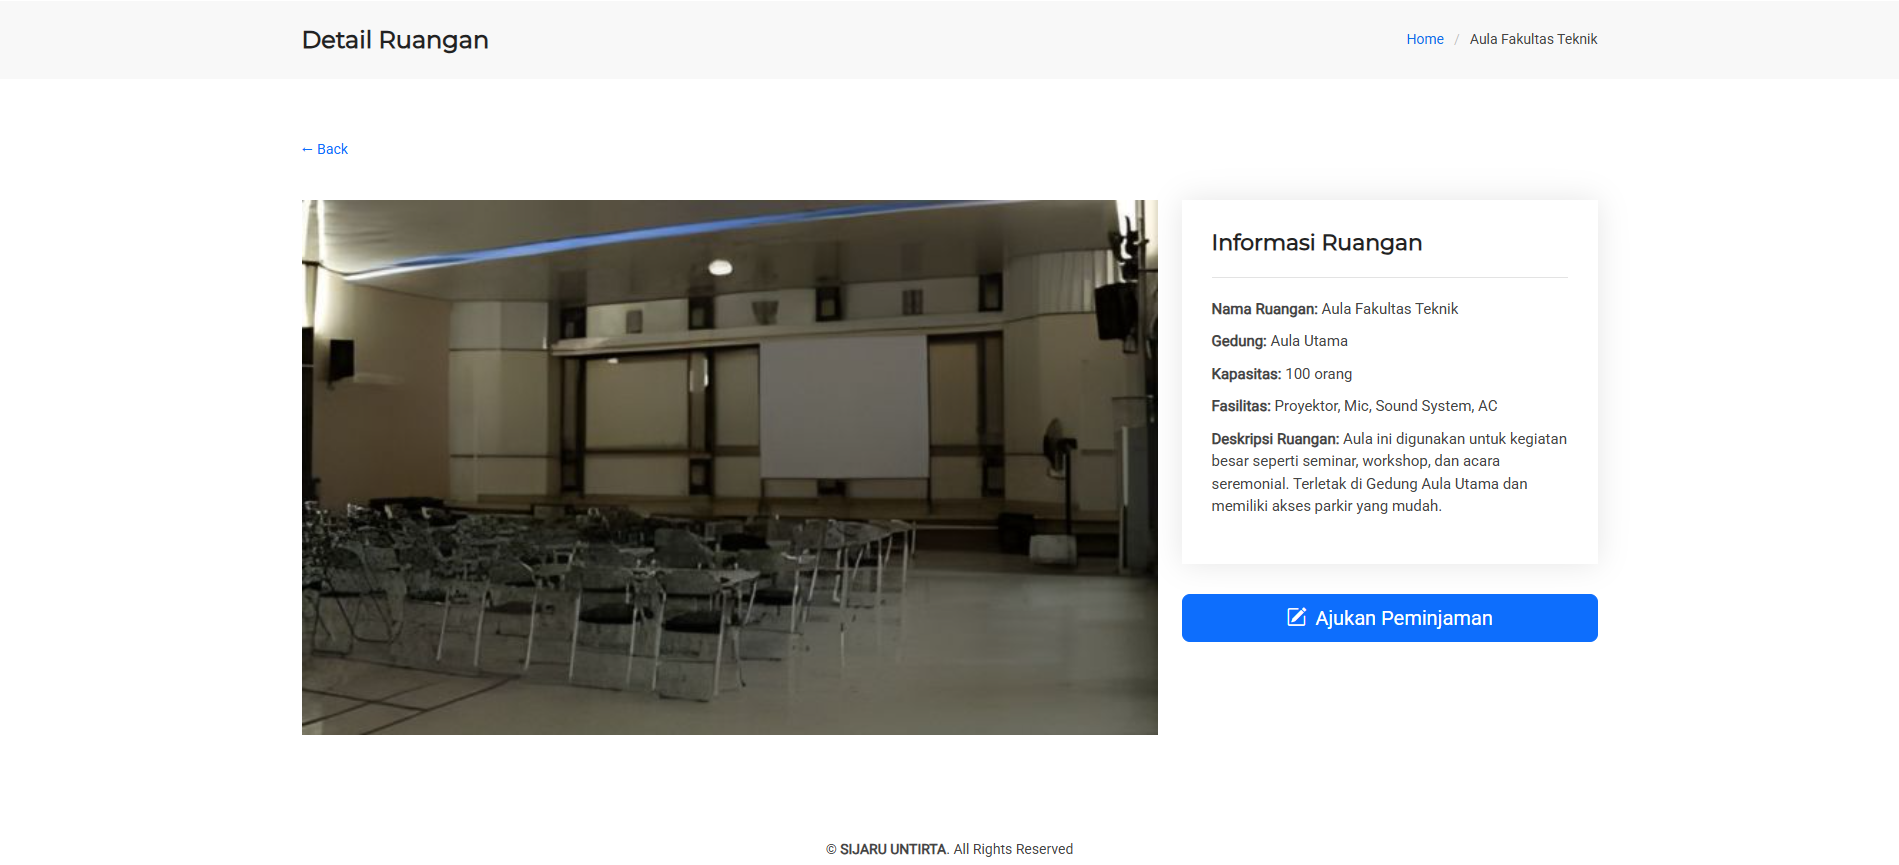 Detail Ruangan
Home / Aula Fakultas Teknik
← Back
Informasi Ruangan
Nama Ruangan: Aula Fakultas Teknik
Gedung: Aula Utama
Kapasitas: 100 orang
Fasilitas: Proyektor, Mic, Sound System, AC
Deskripsi Ruangan: Aula ini digunakan untuk kegiatan
besar seperti seminar, workshop, dan acara
seremonial. Terletak di Gedung Aula Utama dan
memiliki akses parkir yang mudah.
Ajukan Peminjaman
© SIJARU UNTIRTA. All Rights Reserved